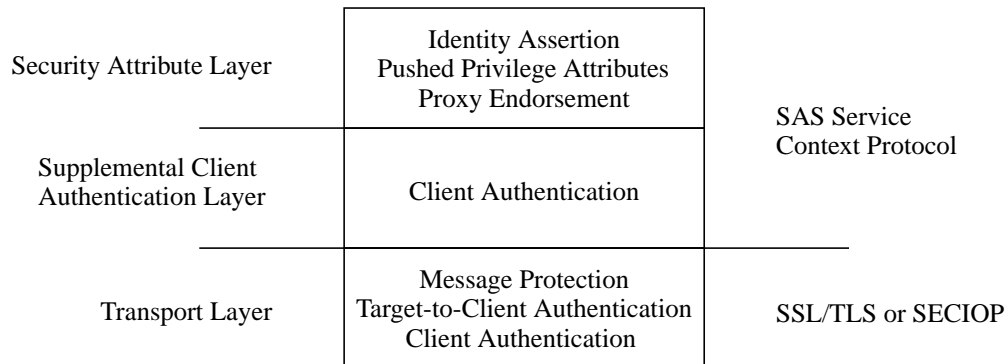 Security Attribute Layer
Identity Assertion
Pushed Privilege Attributes
Proxy Endorsement
SAS Service
Context Protocol
Supplemental Client
Authentication Layer
Client Authentication
Transport Layer
Message Protection
Target-to-Client Authentication
Client Authentication
SSL/TLS or SECIOP